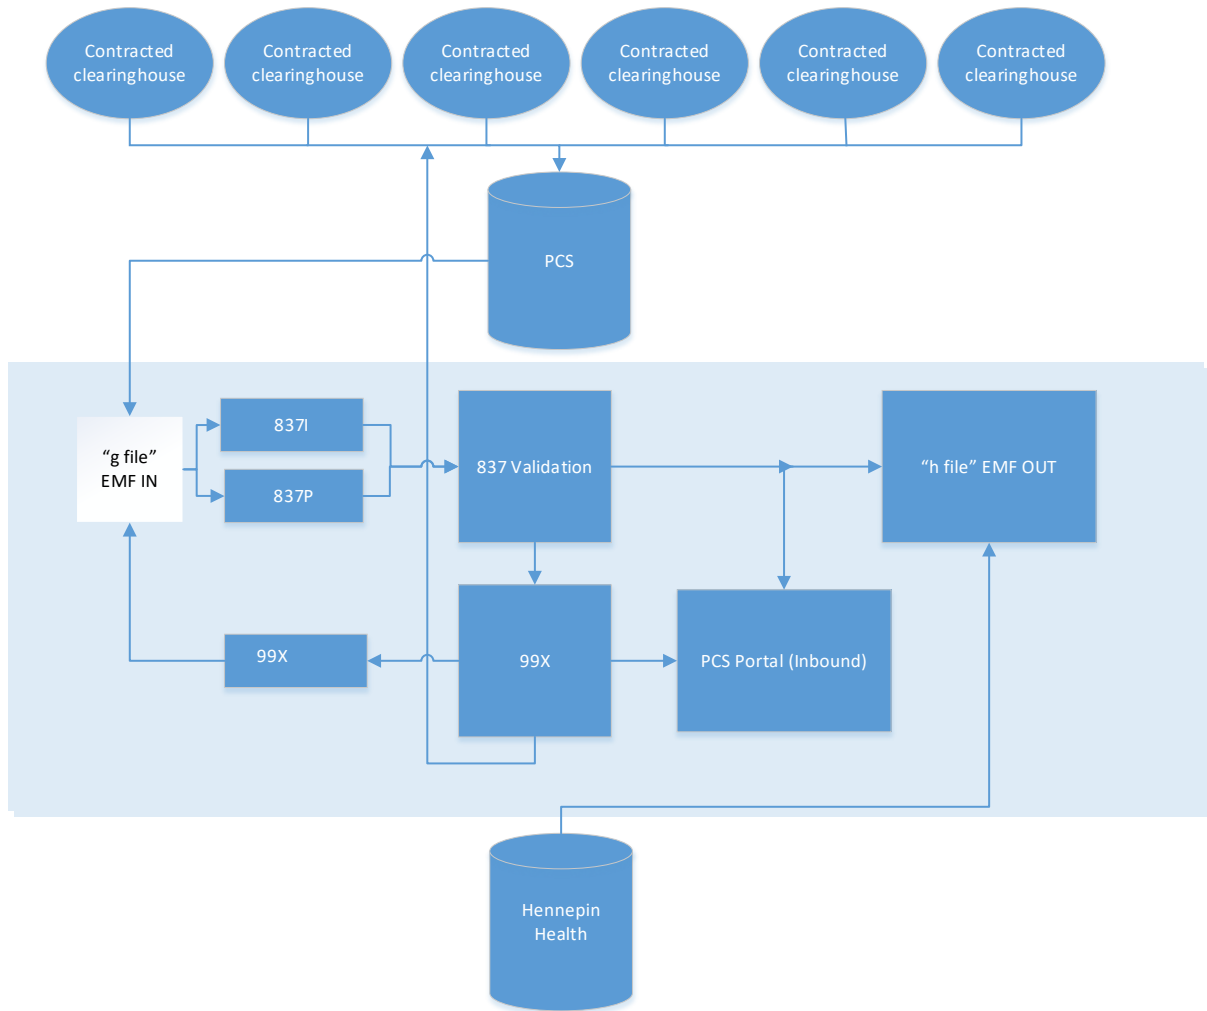 Contracted
clearinghouse
Contracted
clearinghouse
Contracted
clearinghouse
Contracted
clearinghouse
Contracted
clearinghouse
Contracted
clearinghouse
PCS
“g file”
EMF IN
837I
837P
837 Validation
“h file” EMF OUT
99X
99X
PCS Portal (Inbound)
Hennepin
Health